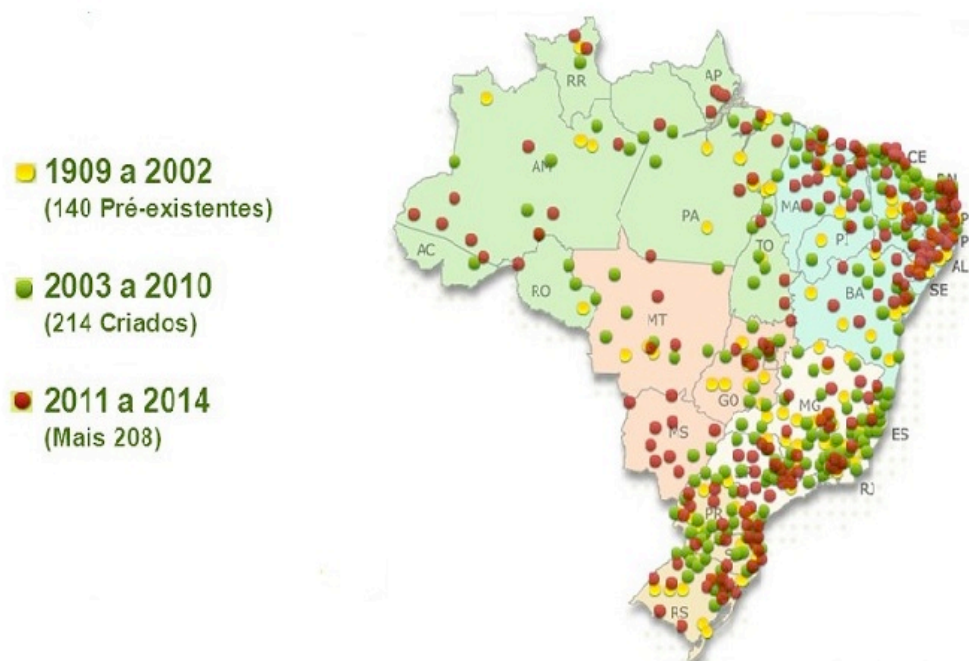 1909 a 2002
(140 Pré-existentes)
2003 a 2010
(214 Criados)
2011 a 2014
(Mais 208)
RR
AP
AM
PA
MA
CE
RN
PI
P
P
AL
SE
AC
TO
RO
BA
MT
GO
MG
ES
MS
RJ
PR
RS